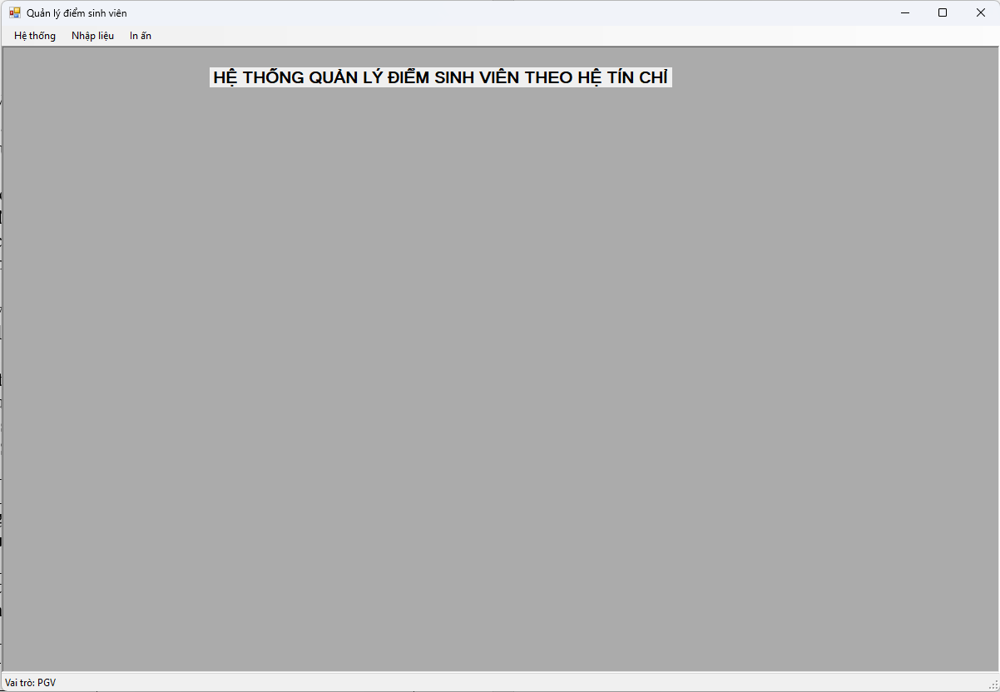 Quản lý điểm sinh viên
Hệ thống Nhập liệu In ấn
HỆ THỐNG QUẢN LÝ ĐIỂM SINH VIÊN THEO HỆ TÍN CHỈ
Vai trò: PGV